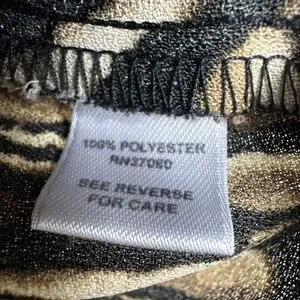 100% POLYESTER
RN37060
SEE REVERSE
FOR CARE